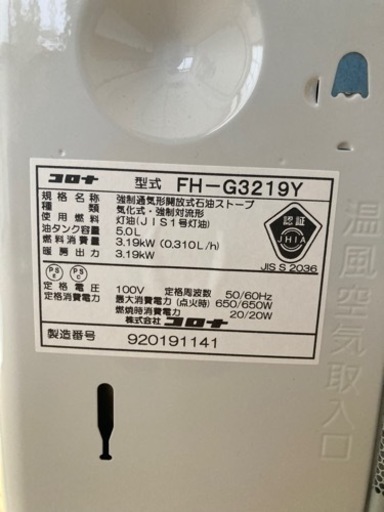 コロナ 型式 FH-G3219Y
規格名称 強制通気形開放式石油ストーブ
種類 気化式・強制対流形
使用燃料 灯油(JIS1号灯油)
油タンク容量 5.0L
燃料消費量 3.19kW (0.310L/h)
暖房出力 3.19kW
認証
JHIA
JIS S 2036
PSE PSC
定格電圧 100V 定格周波数 50/60Hz
定格消費電力 最大消費電力(点火時) 650/650W
燃焼時消費電力 20/20W
株式会社 コロナ
製造番号 920191141
温風空気取入口